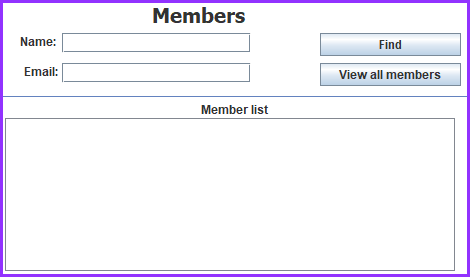 Members
Name:
Find
Email:
View all members
Member list